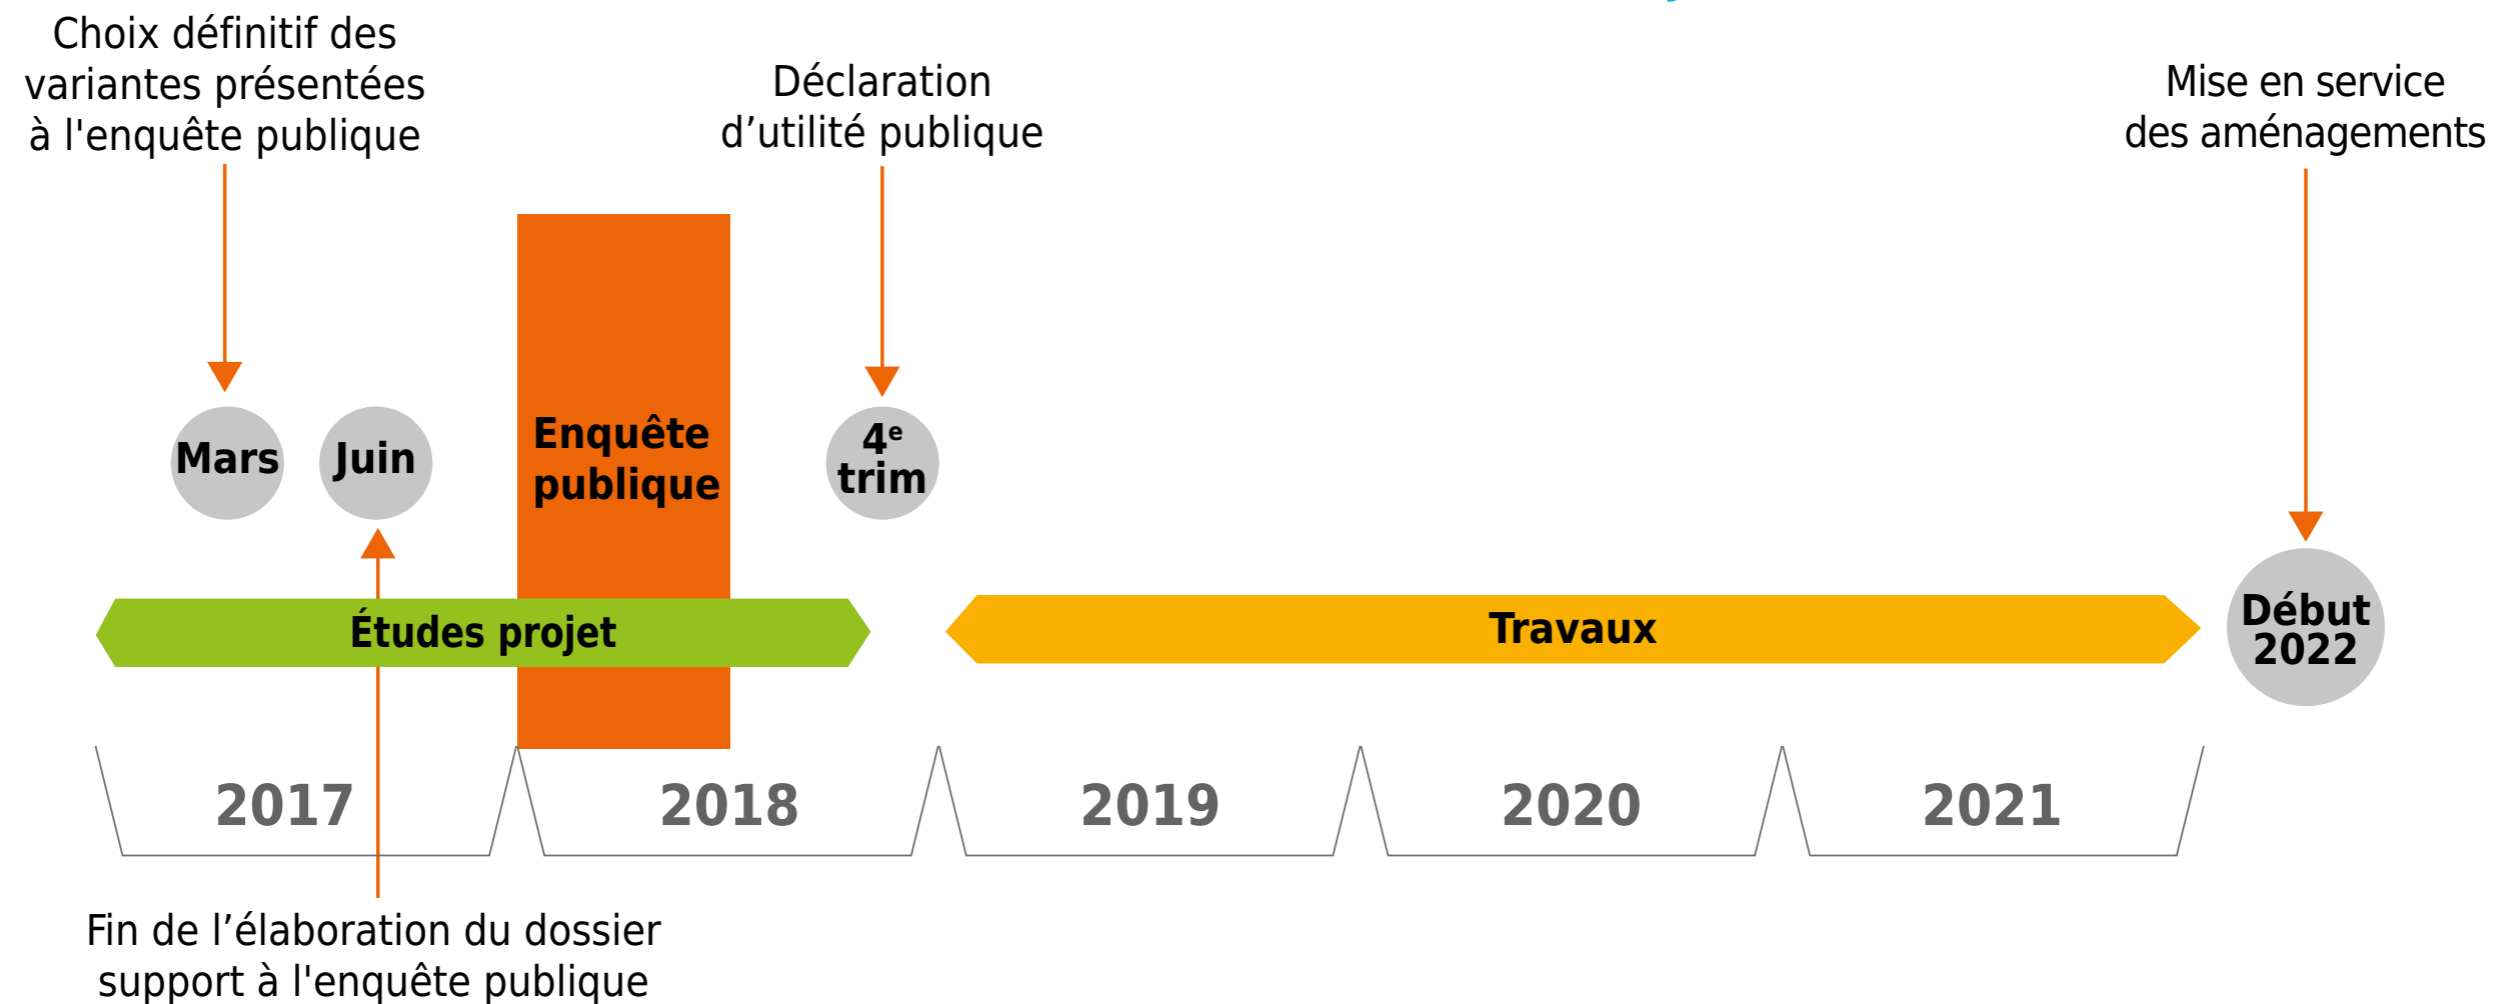 Choix définitif des
variantes présentées
à l'enquête publique
Déclaration
d’utilité publique
Mise en service
des aménagements
Mars
Juin
Enquête
publique
4e
trim
Études projet
Travaux
Début
2022
2017
2018
2019
2020
2021
Fin de l’élaboration du dossier
support à l'enquête publique